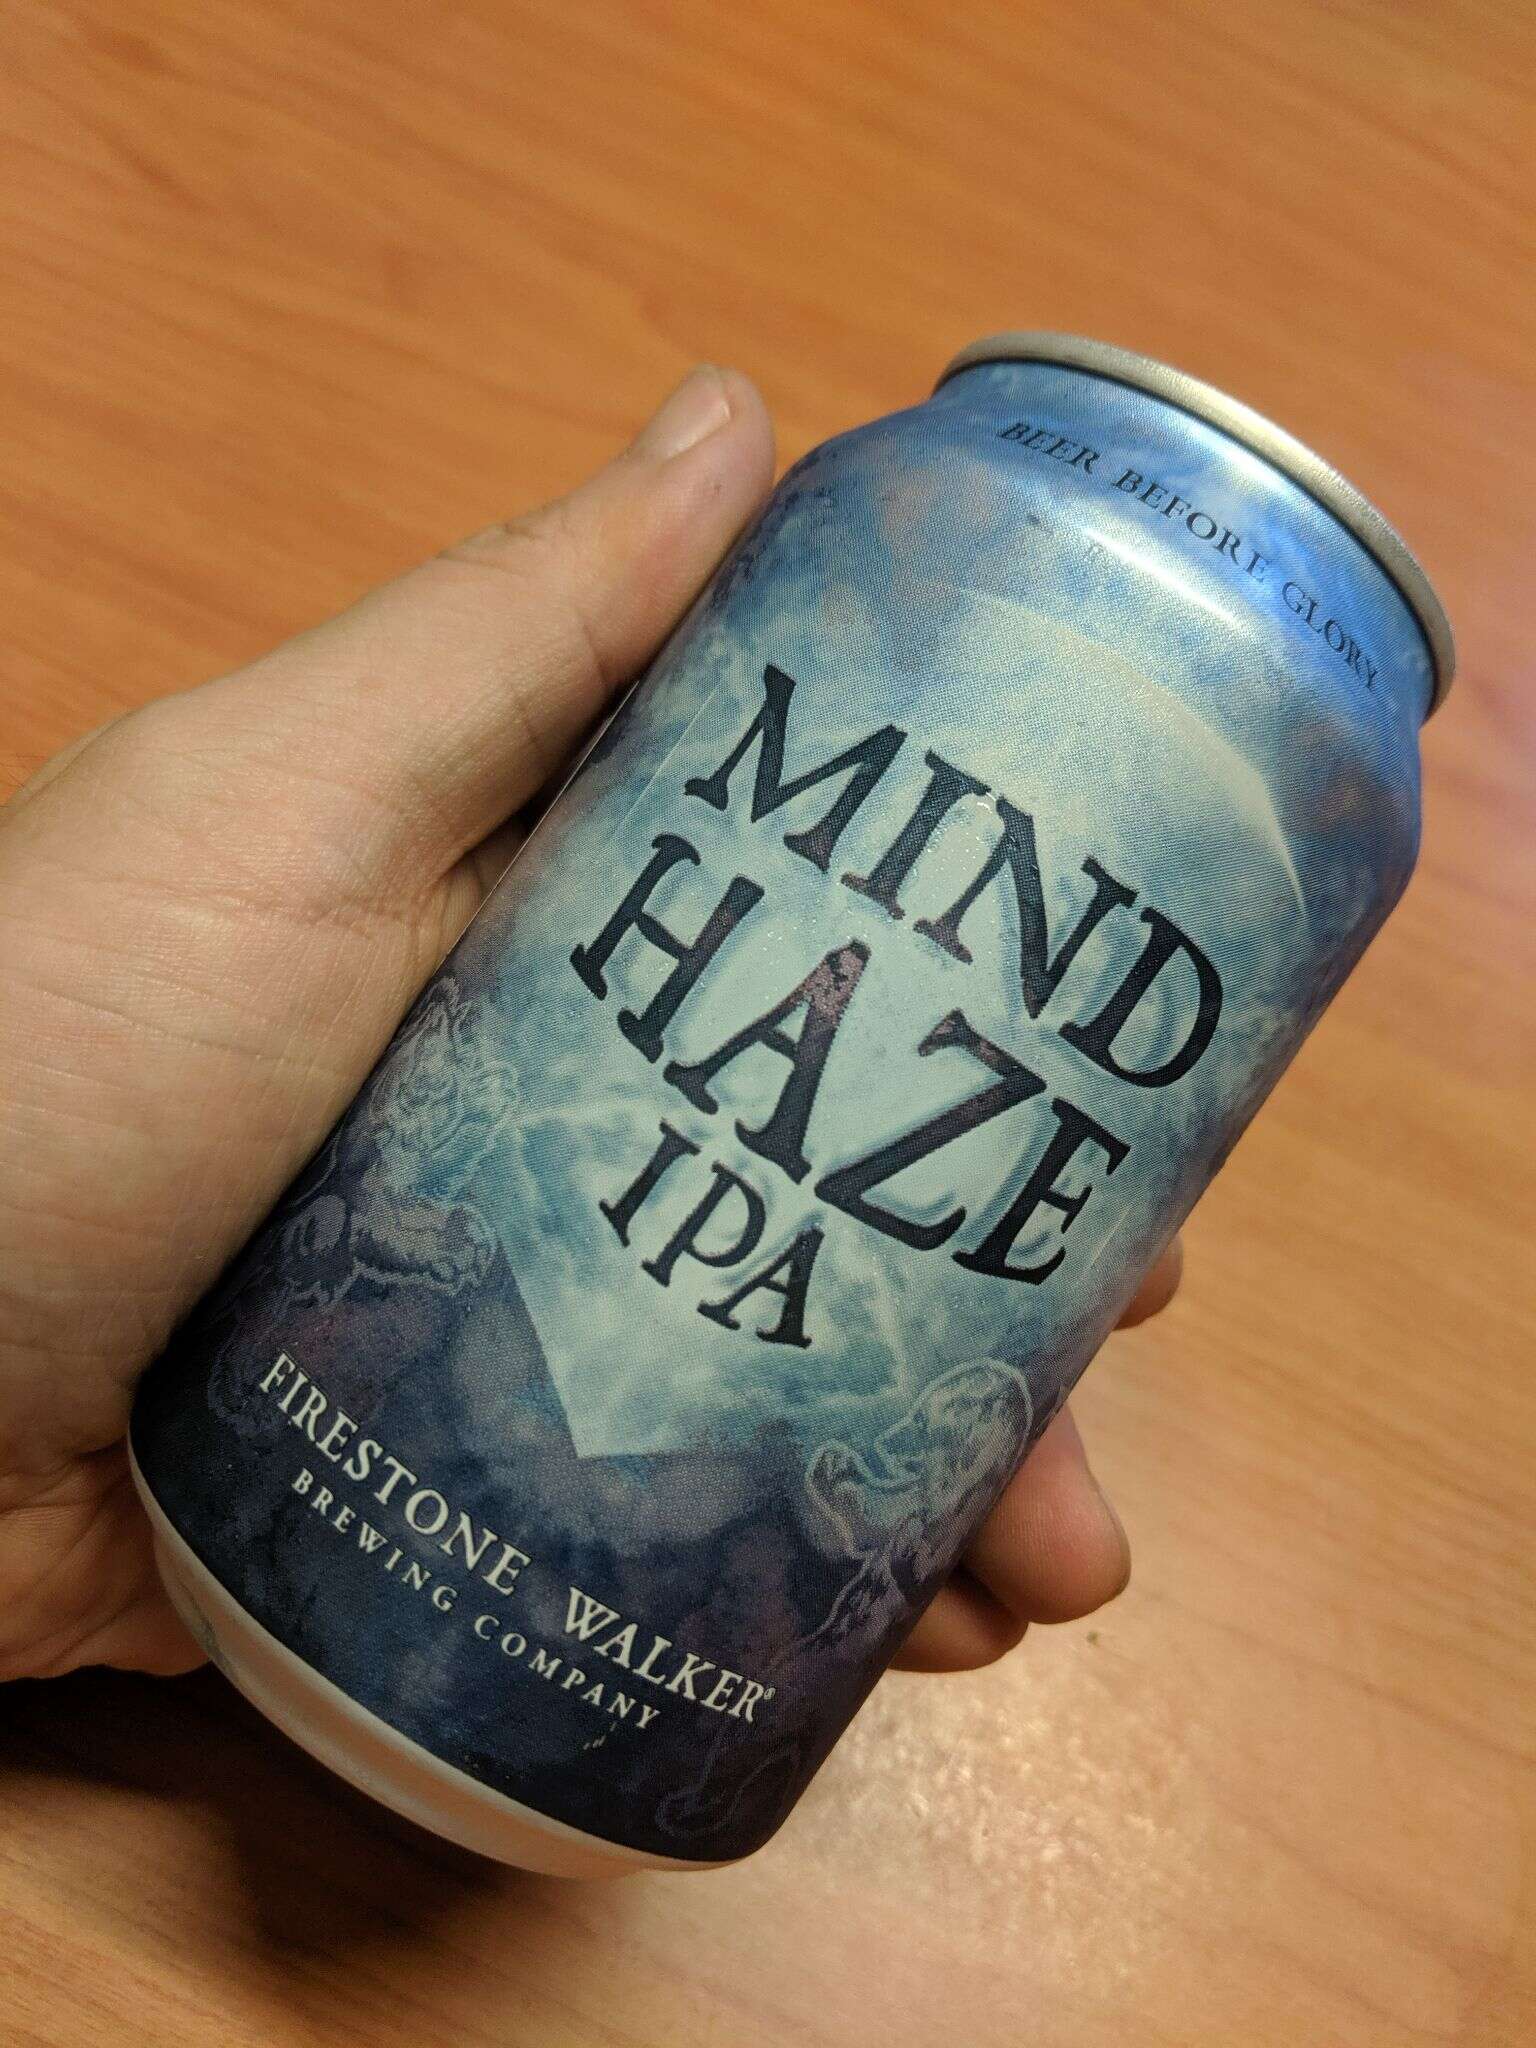 BEER BEFORE GLORY
MIND
HAZE
IPA
FIRESTONE WALKER®
BREWING COMPANY